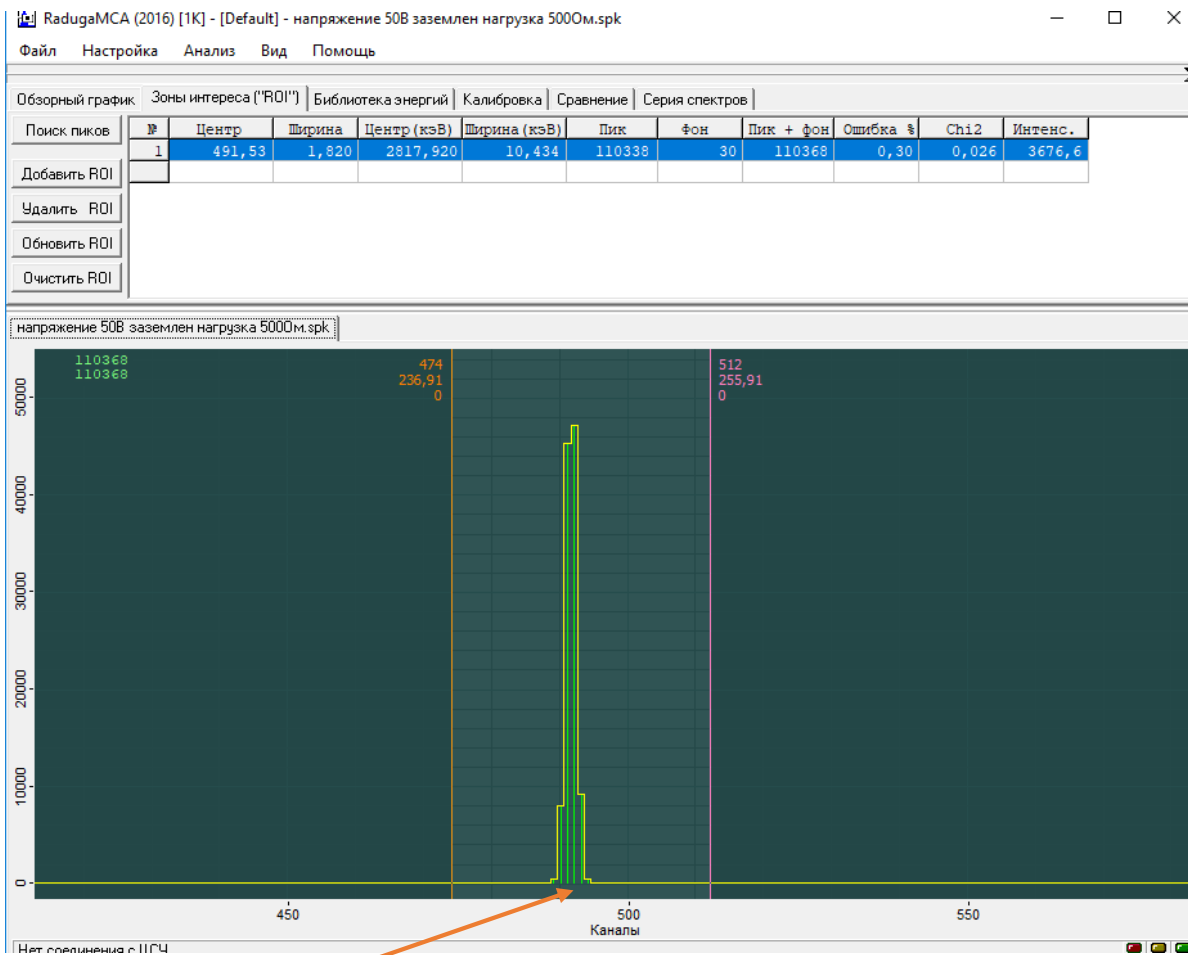 RadugaMCA (2016) [1K] - [Default] - напряжение 50В заземлен нагрузка 500Ом.spk
Файл Настройка Анализ Вид Помощь
Обзорный график Зоны интереса ("ROI") Библиотека энергий Калибровка Сравнение Серия спектров
Поиск пиков № Центр Ширина Центр(кэВ) Ширина(кэВ) Пик Фон Пик + фон Ошибка % Chi2 Интенс.
1 491,53 1,820 2817,920 10,434 110338 30 110368 0,30 0,026 3676,6
Добавить ROI
Удалить ROI
Обновить ROI
Очистить ROI
напряжение 50В заземлен нагрузка 500Ом.spk
110368 474 512
110368 236,91 255,91
0 0
50000
40000
30000
20000
10000
0
450 500 550
Каналы
Нет соединения с ЦСУ